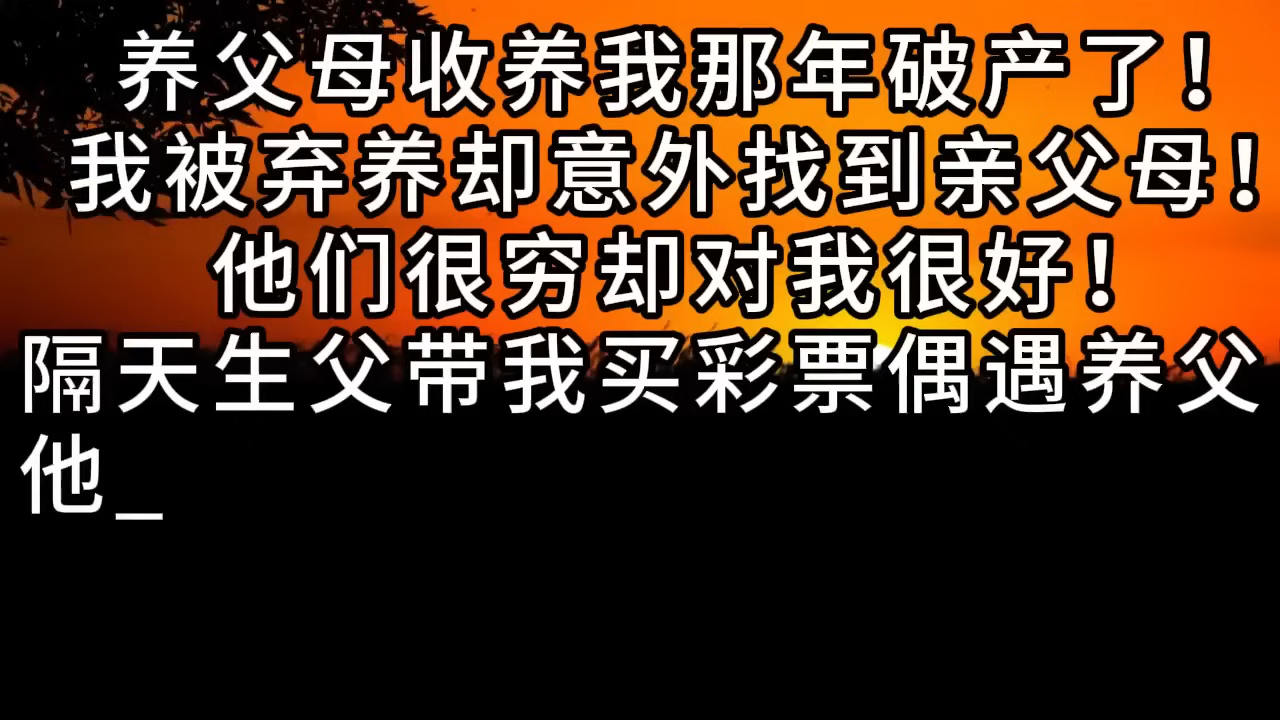 养父母收养我那年破产了！
我被弃养却意外找到亲父母！
他们很穷却对我很好！
隔天生父带我买彩票偶遇养父
他_